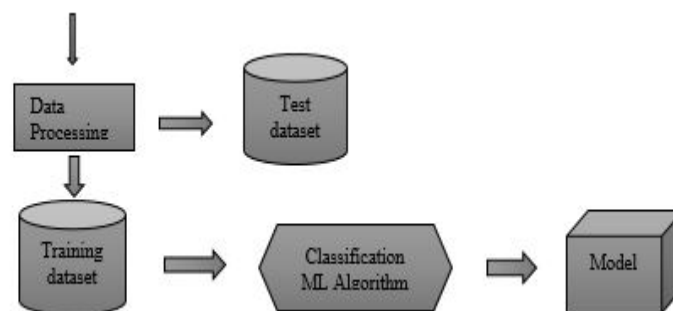 Data
Processing
Test
dataset
Training
dataset
Classification
ML Algorithm
Model